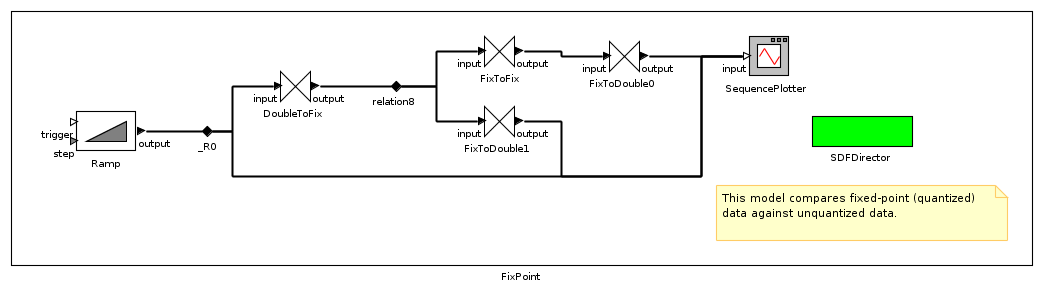 trigger
step
output
Ramp
_R0
input
output
DoubleToFix
relation8
input
output
FixToFix
input
output
FixToDouble1
input
output
FixToDouble0
input
SequencePlotter
SDFDirector
This model compares fixed-point (quantized)
data against unquantized data.
FixPoint